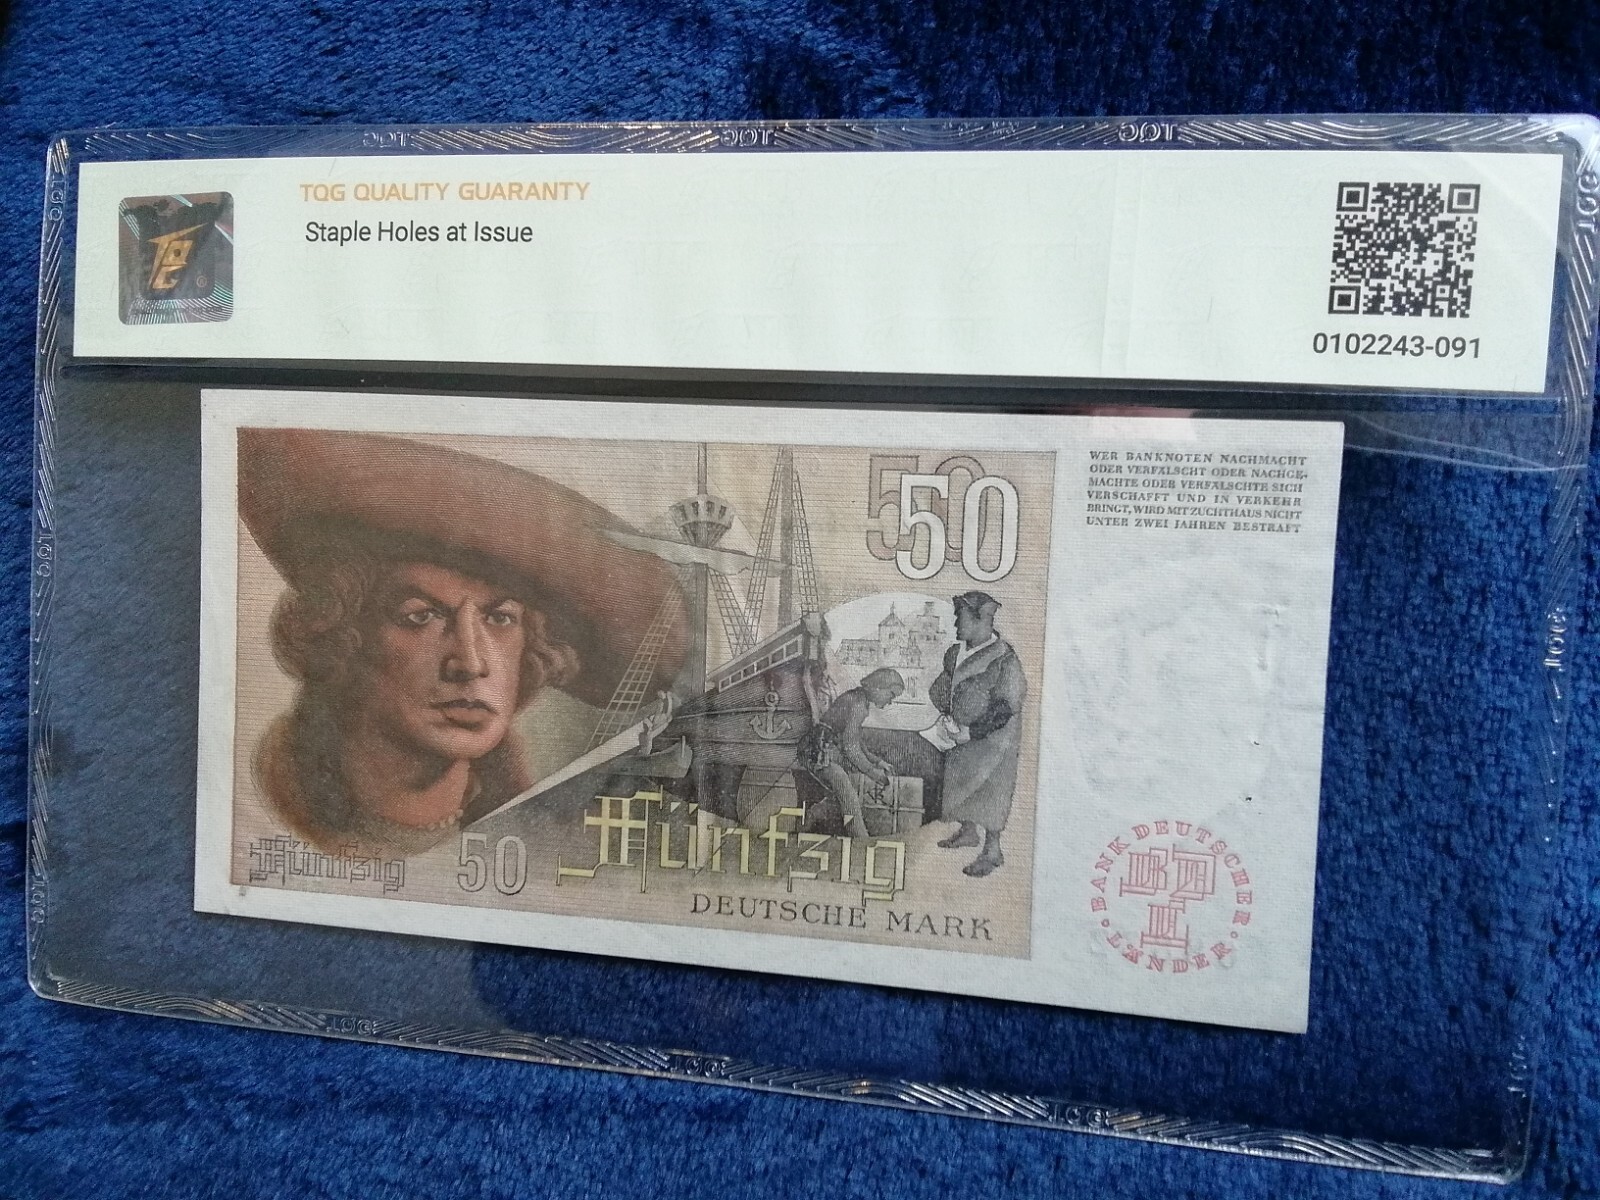 TQG QUALITY GUARANTY
Staple Holes at Issue
0102243-091
50
50
WER BANKNOTEN NACHMACHT
ODER VERFÄLSCHT ODER NACHGE-
MACHTE ODER VERFÄLSCHTE SICH
VERSCHAFFT UND IN VERKEHR
BRINGT, WIRD MIT ZUCHTHAUS NICHT
UNTER ZWEI JAHREN BESTRAFT
Fünfzig
50
Fünfzig
DEUTSCHE MARK
BANK DEUTSCHER
LÄNDER
BDL